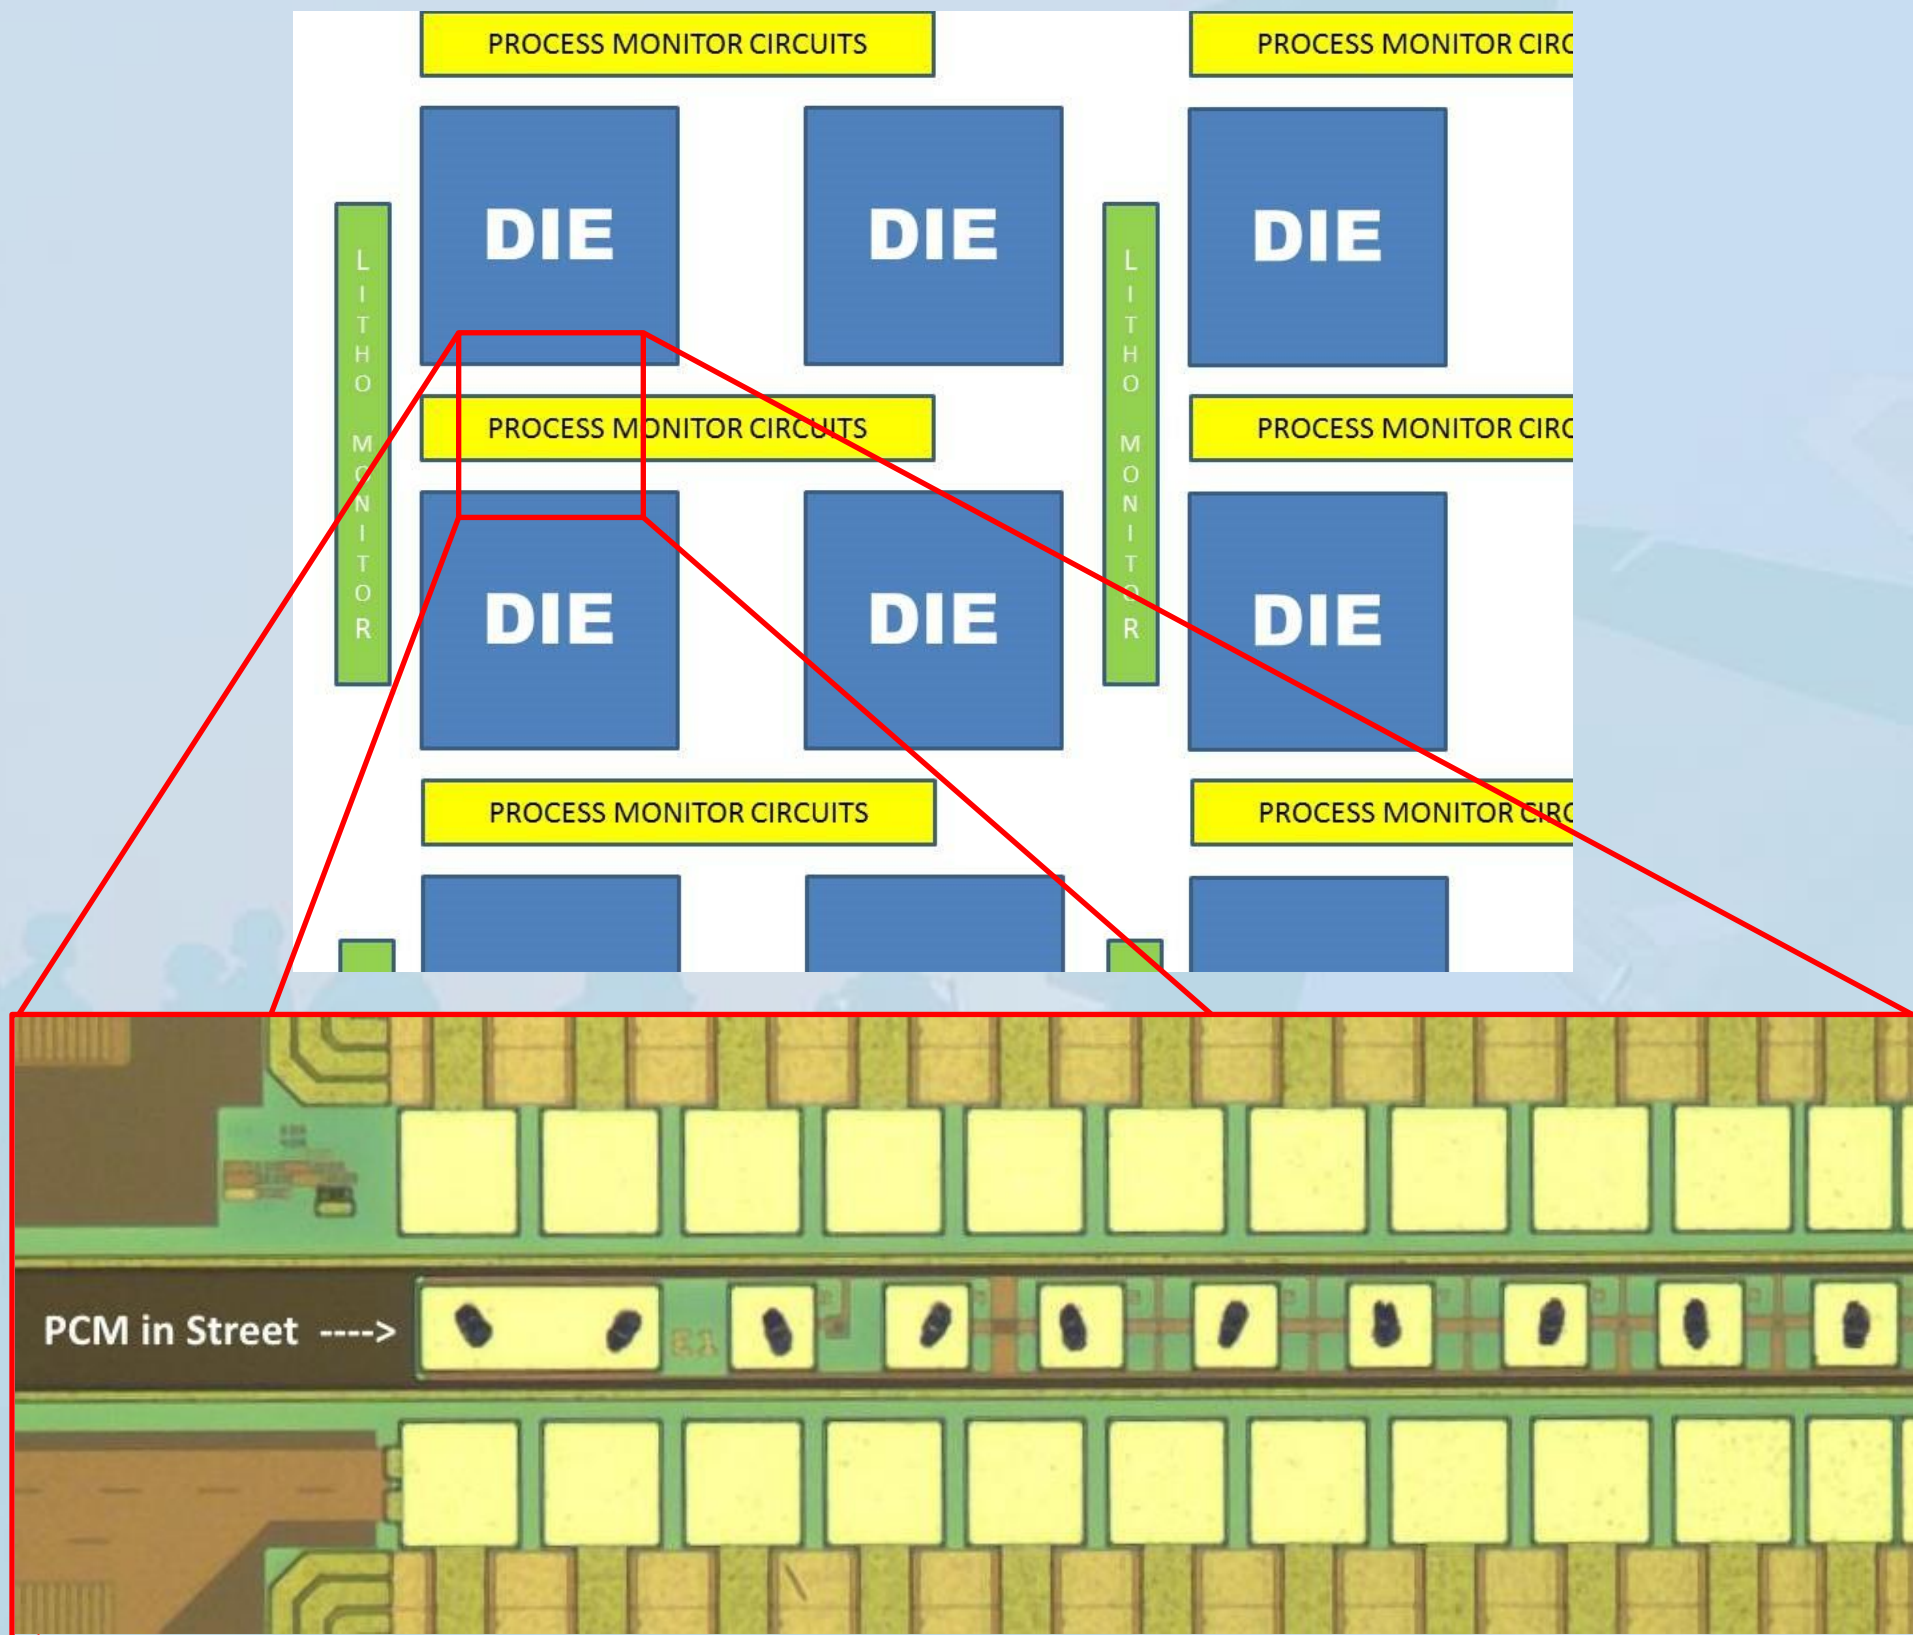 PROCESS MONITOR CIRCUITS
PROCESS MONITOR CIRC
DIE
DIE
DIE
LITHO MONITOR
LITHO MONITOR
PROCESS MONITOR CIRCUITS
PROCESS MONITOR CIRC
DIE
DIE
DIE
PROCESS MONITOR CIRCUITS
PROCESS MONITOR CIRC
PCM in Street ---->